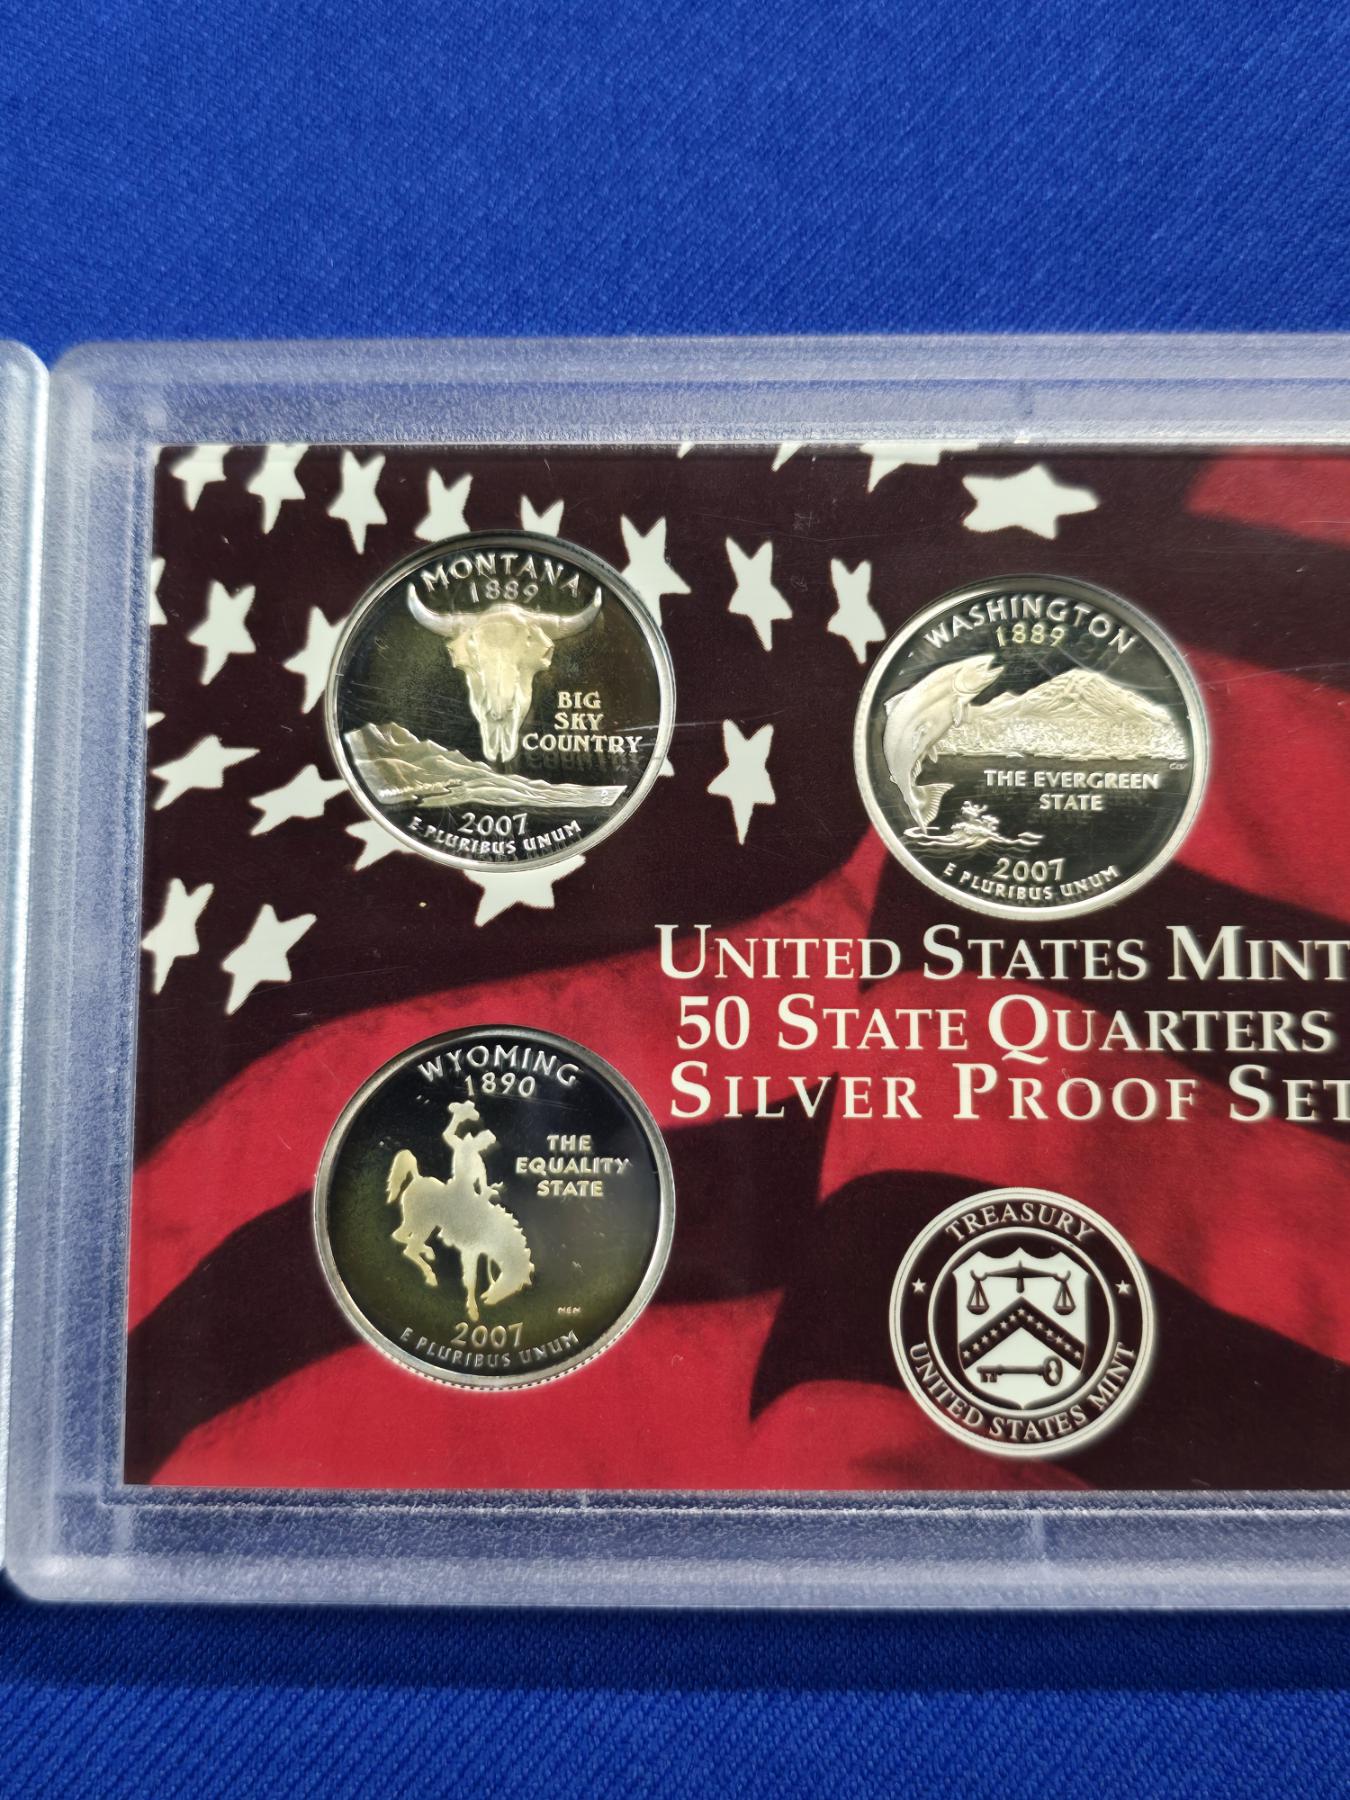 MONTANA
1889
BIG
SKY
COUNTRY
2007
E PLURIBUS UNUM
WASHINGTON
1889
THE EVERGREEN
STATE
2007
E PLURIBUS UNUM
UNITED STATES MINT
50 STATE QUARTERS
SILVER PROOF SET
WYOMING
1890
THE
EQUALITY
STATE
2007
E PLURIBUS UNUM
TREASURY
UNITED STATES MINT